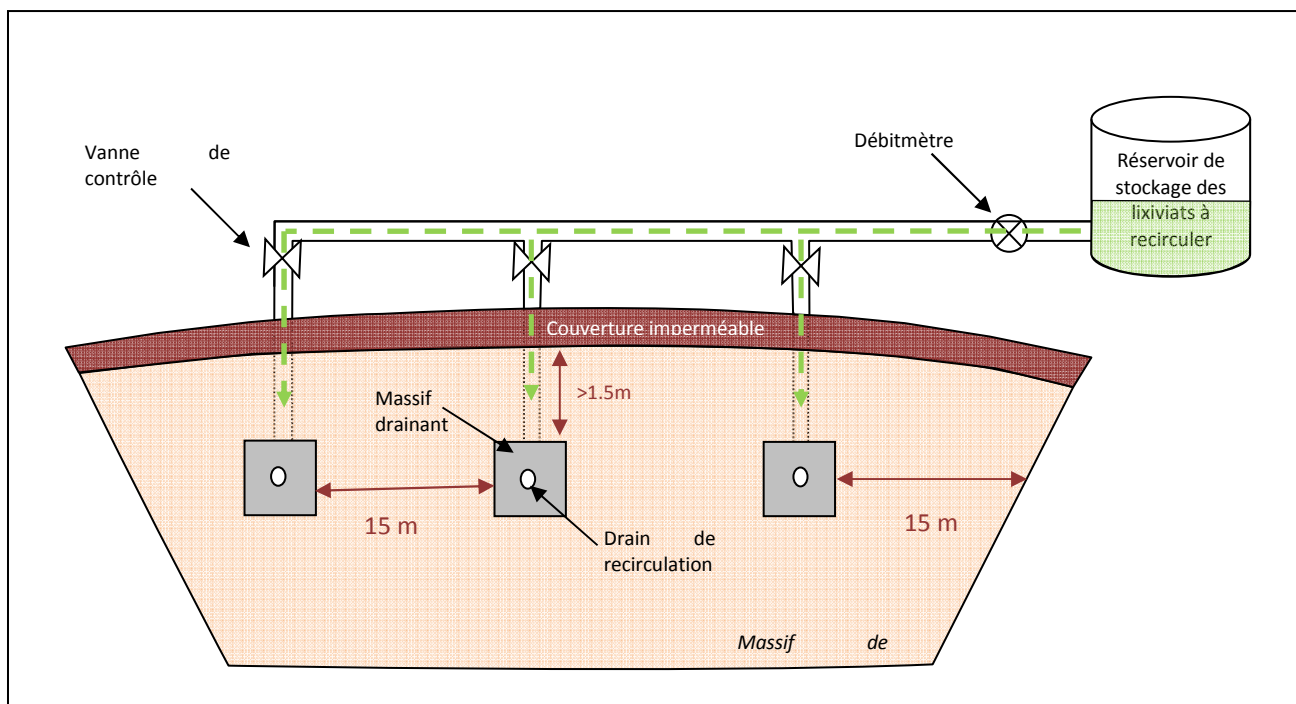 Vanne de
contrôle
Débitmètre
Réservoir de
stockage des
lixiviats à
recirculer
Couverture imperméable
>1.5m
Massif
drainant
15 m
15 m
Drain de
recirculation
Massif de